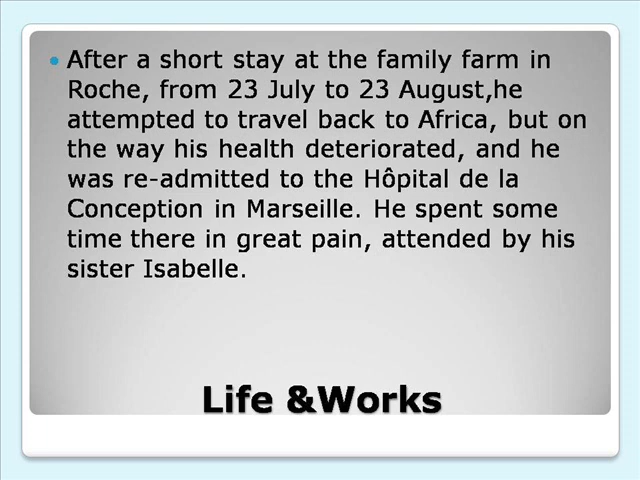 After a short stay at the family farm in
Roche, from 23 July to 23 August,he
attempted to travel back to Africa, but on
the way his health deteriorated, and he
was re-admitted to the Hôpital de la
Conception in Marseille. He spent some
time there in great pain, attended by his
sister Isabelle.
Life &Works